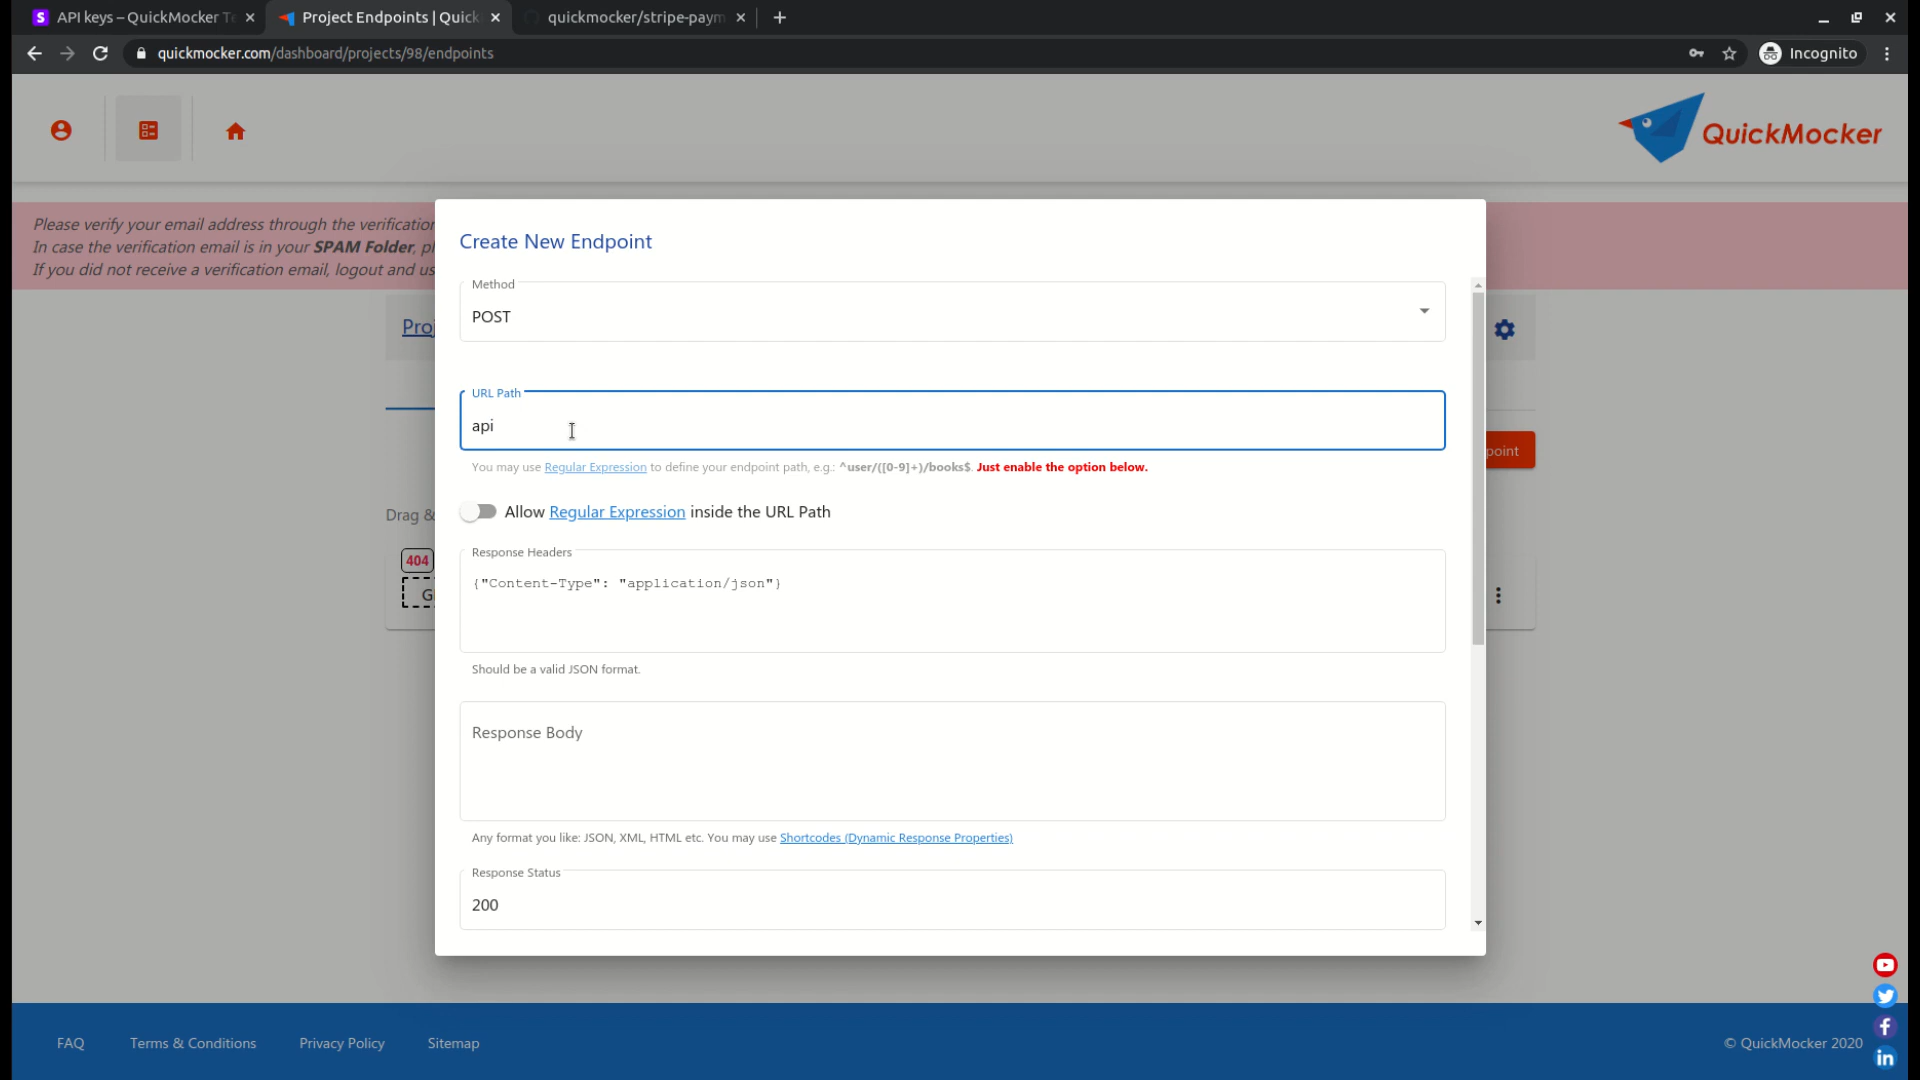 API keys – QuickMocker Te
Project Endpoints | Quick
quickmocker/stripe-paym
quickmocker.com/dashboard/projects/98/endpoints
Incognito
QuickMocker
Please verify your email address through the verification
In case the verification email is in your SPAM Folder, pl
If you did not receive a verification email, logout and us
Create New Endpoint
Method
POST
Proj
URL Path
api
You may use Regular Expression to define your endpoint path, e.g.: ^user/([0-9]+)/books$. Just enable the option below.
point
Allow Regular Expression inside the URL Path
Drag &
Response Headers
404
{"Content-Type": "application/json"}
G
Should be a valid JSON format.
Response Body
Any format you like: JSON, XML, HTML etc. You may use Shortcodes (Dynamic Response Properties)
Response Status
200
FAQ
Terms & Conditions
Privacy Policy
Sitemap
© QuickMocker 2020